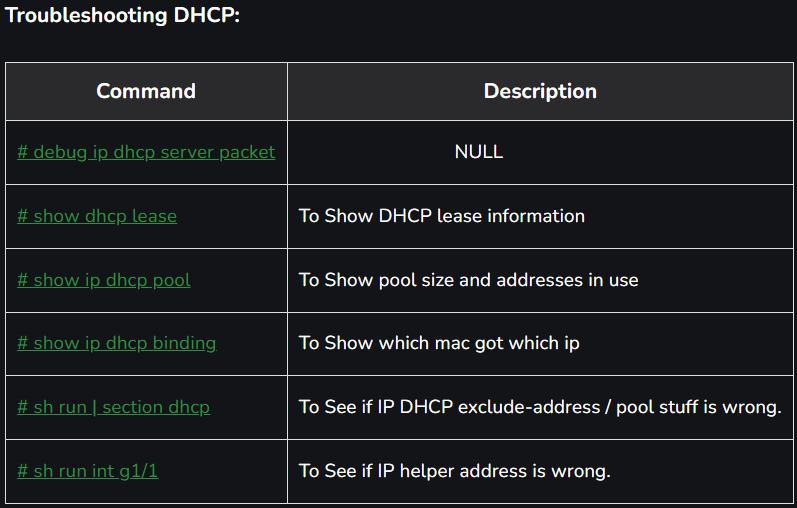 Troubleshooting DHCP:
Command Description
# debug ip dhcp server packet NULL
# show dhcp lease To Show DHCP lease information
# show ip dhcp pool To Show pool size and addresses in use
# show ip dhcp binding To Show which mac got which ip
# sh run | section dhcp To See if IP DHCP exclude-address / pool stuff is wrong.
# sh run int g1/1 To See if IP helper address is wrong.